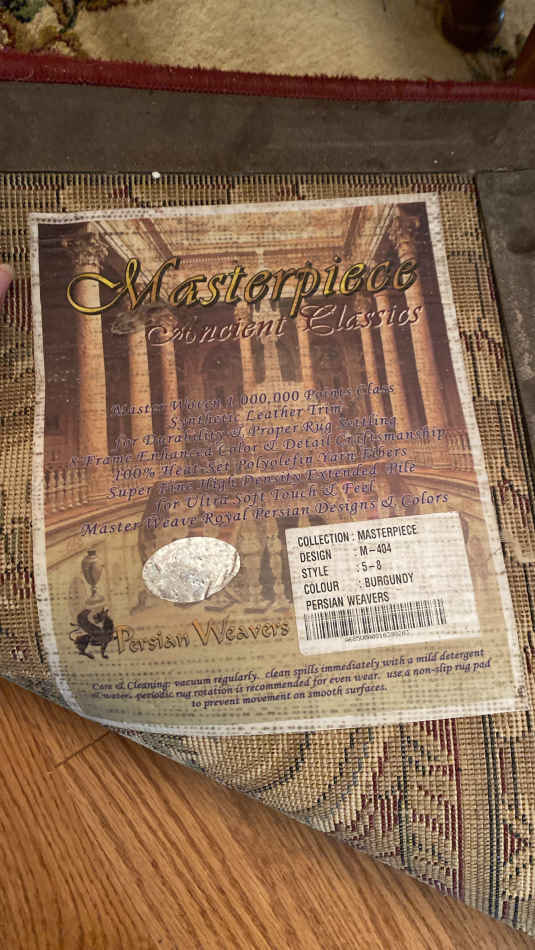 Masterpiece
Ancient Classics
Master Woven 1,000,000 Points Class
Synthetic Leather Trim
for Durability & Proper Rug Settling
8 Frame Enhanced Color & Detail Craftsmanship
100% Heat-Set Polyolefin Yarn Fibers
Super Fine High Density Extended Pile
for Ultra Soft Touch & Feel
Master Weave Royal Persian Designs & Colors
COLLECTION : MASTERPIECE
DESIGN : M-404
STYLE : 5-8
COLOUR : BURGUNDY
PERSIAN WEAVERS
Persian Weavers
Care & Cleaning: vacuum regularly. clean spills immediately with a mild detergent
& water. periodic rug rotation is recommended for even wear. use a non-slip rug pad
to prevent movement on smooth surfaces.